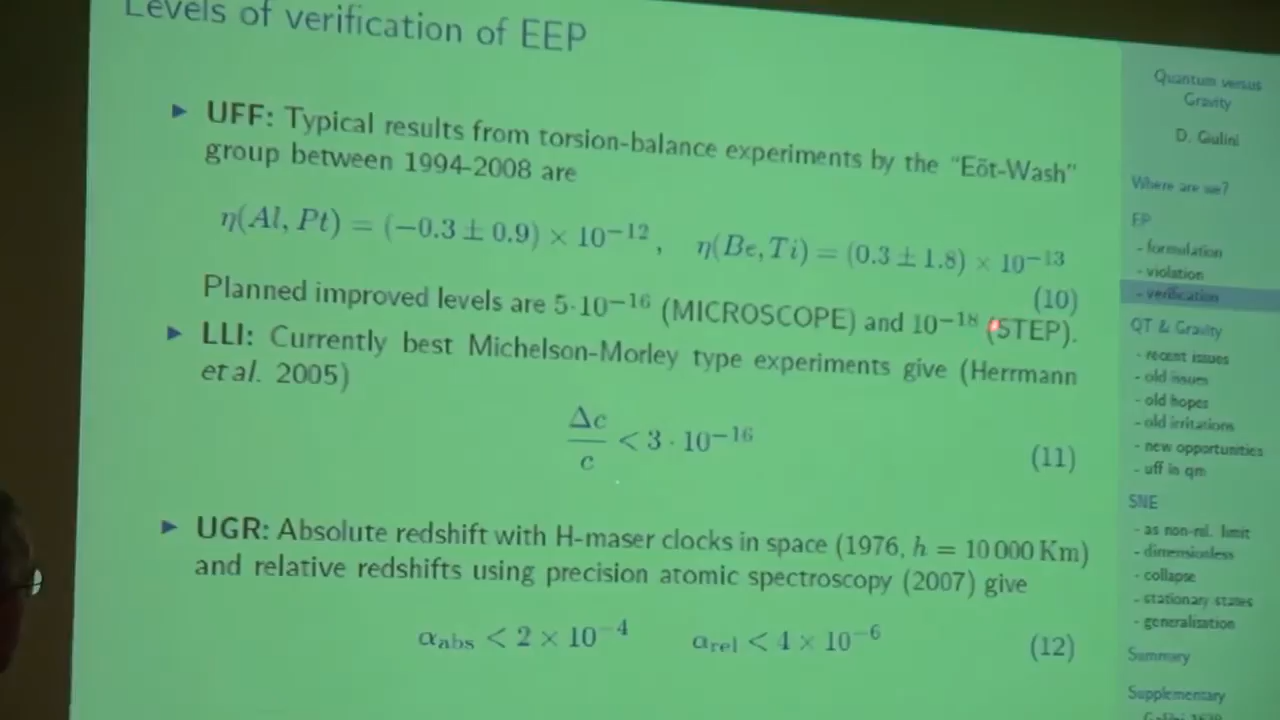 Levels of verification of EEP
► UFF: Typical results from torsion-balance experiments by the "Eöt-Wash"
group between 1994-2008 are
η(Al, Pt) = (−0.3 ± 0.9) × 10⁻¹², η(Be, Ti) = (0.3 ± 1.8) × 10⁻¹³
(10)
Planned improved levels are 5·10⁻¹⁶ (MICROSCOPE) and 10⁻¹⁸ (STEP).
► LLI: Currently best Michelson-Morley type experiments give (Herrmann
et al. 2005)
Δc/c < 3 · 10⁻¹⁶ (11)
► UGR: Absolute redshift with H-maser clocks in space (1976, h = 10 000 Km)
and relative redshifts using precision atomic spectroscopy (2007) give
α_abs < 2 × 10⁻⁴ α_rel < 4 × 10⁻⁶ (12)
Quantum versus
Gravity
D. Giulini
Where are we?
EP
- formulation
- violation
- verification
QT & Gravity
- recent issues
- old issues
- old hopes
- old irritations
- new opportunities
- uff in qm
SNE
- as non-rel. limit
- dimensionless
- collapse
- stationary states
- generalisation
Summary
Supplementary